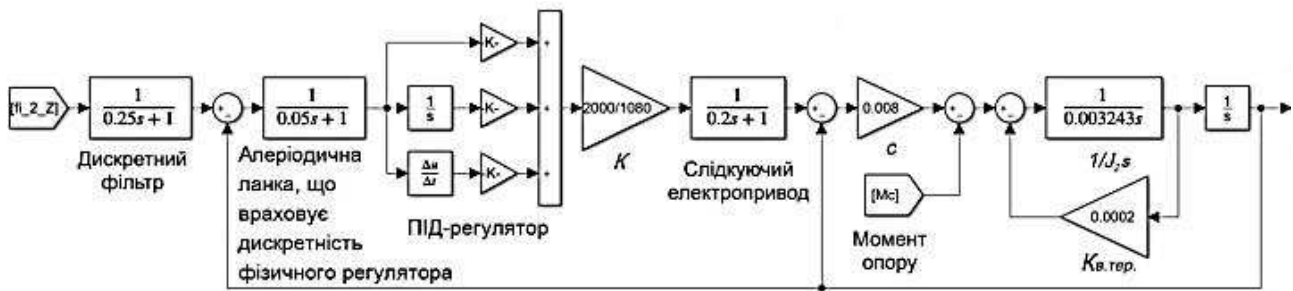 [fi_2_Z]
1
0.25s + 1
Дискретний
фільтр
1
0.05s + 1
Аперіодична
ланка, що
враховує
дискретність
фізичного регулятора
1
s
Δu
Δt
K-
K-
K-
ПІД-регулятор
2000/1080
К
1
0.2s + 1
Слідкуючий
електропривод
0.008
с
[Mc]
Момент
опору
1
0.003243s
1/J₂s
0.0002
Кв.тер.
1
s